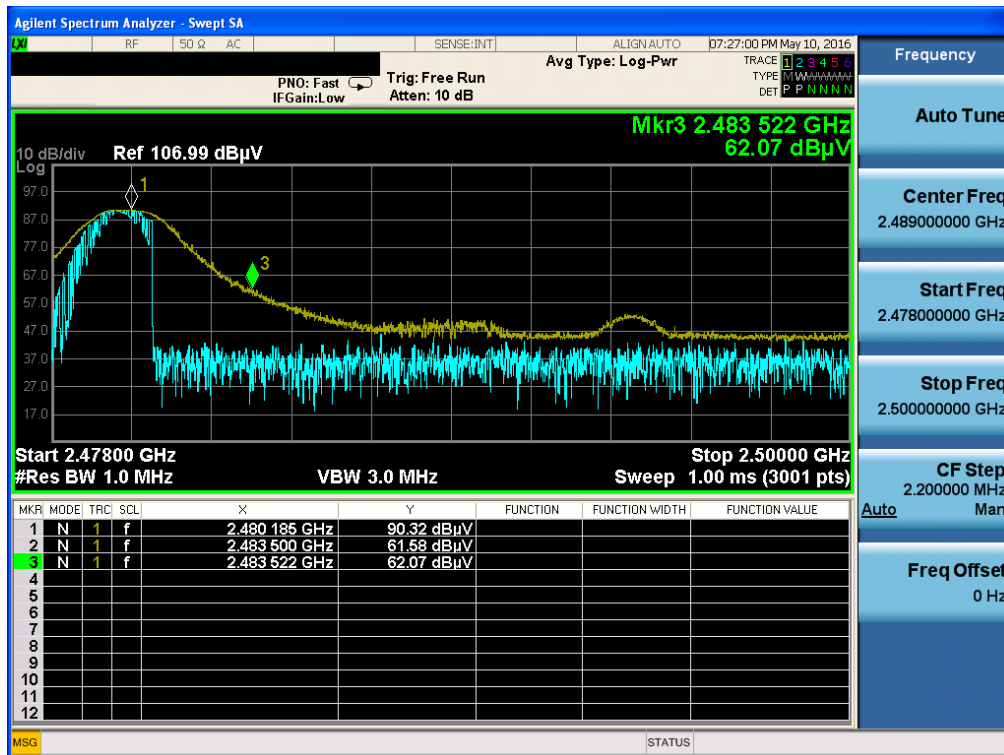 Agilent Spectrum Analyzer - Swept SA
LXI RF 50 Ω AC SENSE:INT ALIGN AUTO 07:27:00 PM May 10, 2016
Frequency
PNO: Fast
IFGain:Low
Trig: Free Run
Atten: 10 dB
Avg Type: Log-Pwr
TRACE 1 2 3 4 5 6
TYPE M W W W W W
DET P P N N N N
Mkr3 2.483 522 GHz
62.07 dBµV
10 dB/div
Log
Ref 106.99 dBµV
97.0
87.0
77.0
67.0
57.0
47.0
37.0
27.0
17.0
1
3
Start 2.47800 GHz
#Res BW 1.0 MHz
VBW 3.0 MHz
Stop 2.50000 GHz
Sweep 1.00 ms (3001 pts)
MKR MODE TRC SCL X Y FUNCTION FUNCTION WIDTH FUNCTION VALUE
1 N 1 f 2.480 185 GHz 90.32 dBµV
2 N 1 f 2.483 500 GHz 61.58 dBµV
3 N 1 f 2.483 522 GHz 62.07 dBµV
4
5
6
7
8
9
10
11
12
Auto Tune
Center Freq
2.489000000 GHz
Start Freq
2.478000000 GHz
Stop Freq
2.500000000 GHz
CF Step
2.200000 MHz
Auto Man
Freq Offset
0 Hz
MSG
STATUS